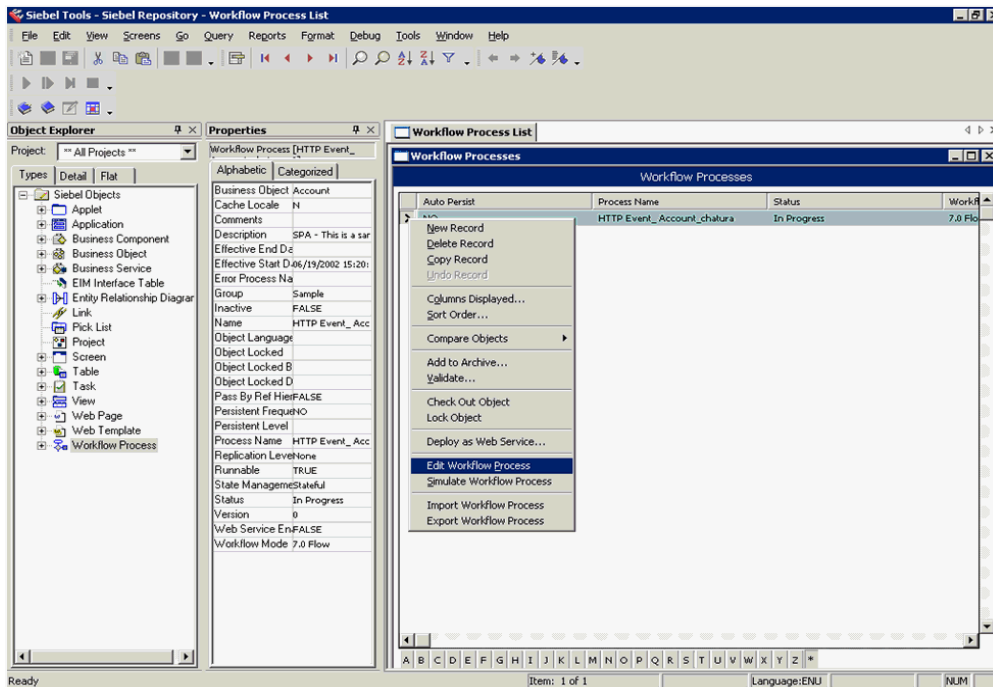 Siebel Tools - Siebel Repository - Workflow Process List
File Edit View Screens Go Query Reports Format Debug Tools Window Help
Object Explorer
Project: ** All Projects **
Types Detail Flat
Siebel Objects
Applet
Application
Business Component
Business Object
Business Service
EIM Interface Table
Entity Relationship Diagrar
Link
Pick List
Project
Screen
Table
Task
View
Web Page
Web Template
Workflow Process
Properties
Workflow Process [HTTP Event_
Alphabetic Categorized
Business Object Account
Cache Locale N
Comments
Description SPA - This is a sar
Effective End Da
Effective Start D 06/19/2002 15:20:
Error Process Na
Group Sample
Inactive FALSE
Name HTTP Event_ Acc
Object Language
Object Locked
Object Locked B
Object Locked D
Pass By Ref Hier FALSE
Persistent Freque NO
Persistent Level
Process Name HTTP Event_ Acc
Replication Leve None
Runnable TRUE
State Manageme Stateful
Status In Progress
Version 0
Web Service En FALSE
Workflow Mode 7.0 Flow
Workflow Process List
Workflow Processes
Workflow Processes
Auto Persist Process Name Status Workfl
NO HTTP Event_ Account_chatura In Progress 7.0 Flo
New Record
Delete Record
Copy Record
Undo Record
Columns Displayed...
Sort Order...
Compare Objects
Add to Archive...
Validate...
Check Out Object
Lock Object
Deploy as Web Service...
Edit Workflow Process
Simulate Workflow Process
Import Workflow Process
Export Workflow Process
A B C D E F G H I J K L M N O P Q R S T U V W X Y Z *
Ready Item: 1 of 1 Language:ENU NUM